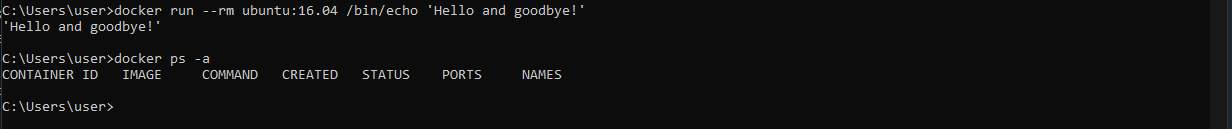 C:\Users\user>docker run --rm ubuntu:16.04 /bin/echo 'Hello and goodbye!'
'Hello and goodbye!'
C:\Users\user>docker ps -a
CONTAINER ID   IMAGE     COMMAND   CREATED   STATUS    PORTS     NAMES
C:\Users\user>